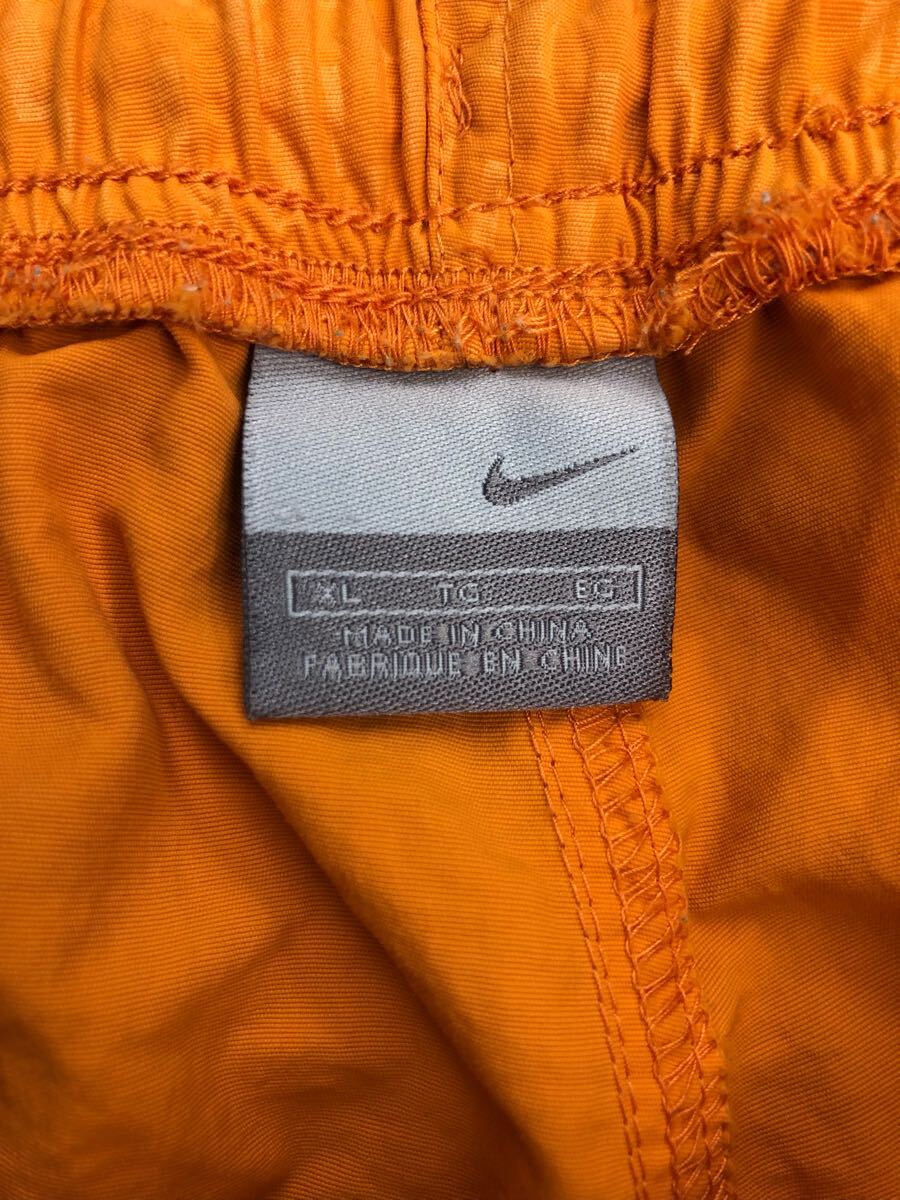 XL TG EG
MADE IN CHINA
FABRIQUE EN CHINE